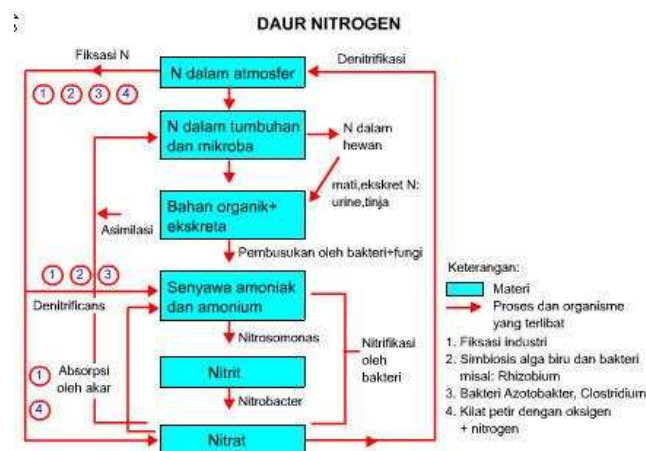 DAUR NITROGEN
Fiksasi N
Denitrifikasi
N dalam atmosfer
1 2 3 4
N dalam tumbuhan
dan mikroba
N dalam
hewan
mati,ekskret N:
urine,tinja
Bahan organik+
ekskreta
Asimilasi
Pembusukan oleh bakteri+fungi
1 2 3
Senyawa amoniak
dan amonium
Denitrificans
Nitrosomonas
Nitrifikasi
oleh
bakteri
1
Absorpsi
oleh akar
Nitrit
4
Nitrobacter
Nitrat
Keterangan:
Materi
Proses dan organisme
yang terlibat
1. Fiksasi industri
2. Simbiosis alga biru dan bakteri
misal: Rhizobium
3. Bakteri Azotobakter, Clostridium
4. Kilat petir dengan oksigen
+ nitrogen